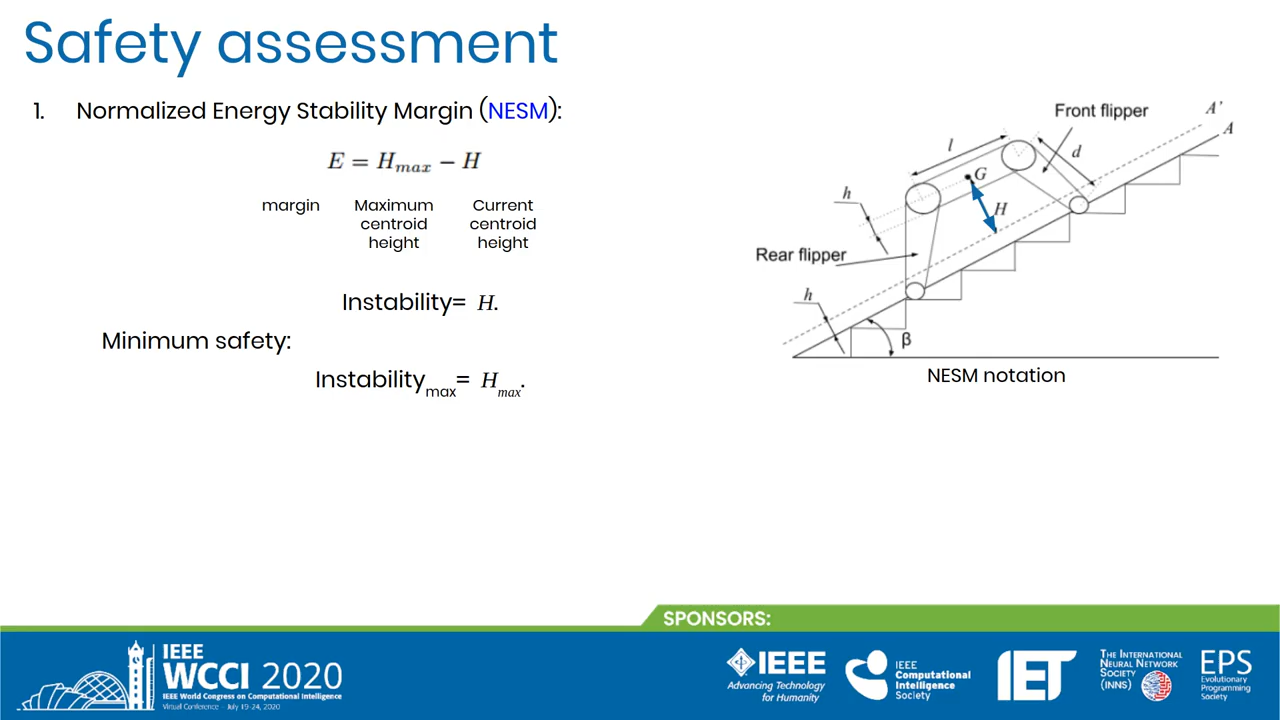 Safety assessment
1. Normalized Energy Stability Margin (NESM):
E = H_max − H
margin Maximum centroid height Current centroid height
Instability= H.
Minimum safety:
Instability_max= H_max.
Front flipper
A'
A
l
d
G
h
H
Rear flipper
h
β
NESM notation
SPONSORS:
IEEE
WCCI 2020
IEEE World Congress on Computational Intelligence
Virtual Conference - July 19-24, 2020
IEEE
Advancing Technology
for Humanity
IEEE
Computational
Intelligence
Society
IET
The International
Neural Network
Society
(INNS)
EPS
Evolutionary
Programming
Society